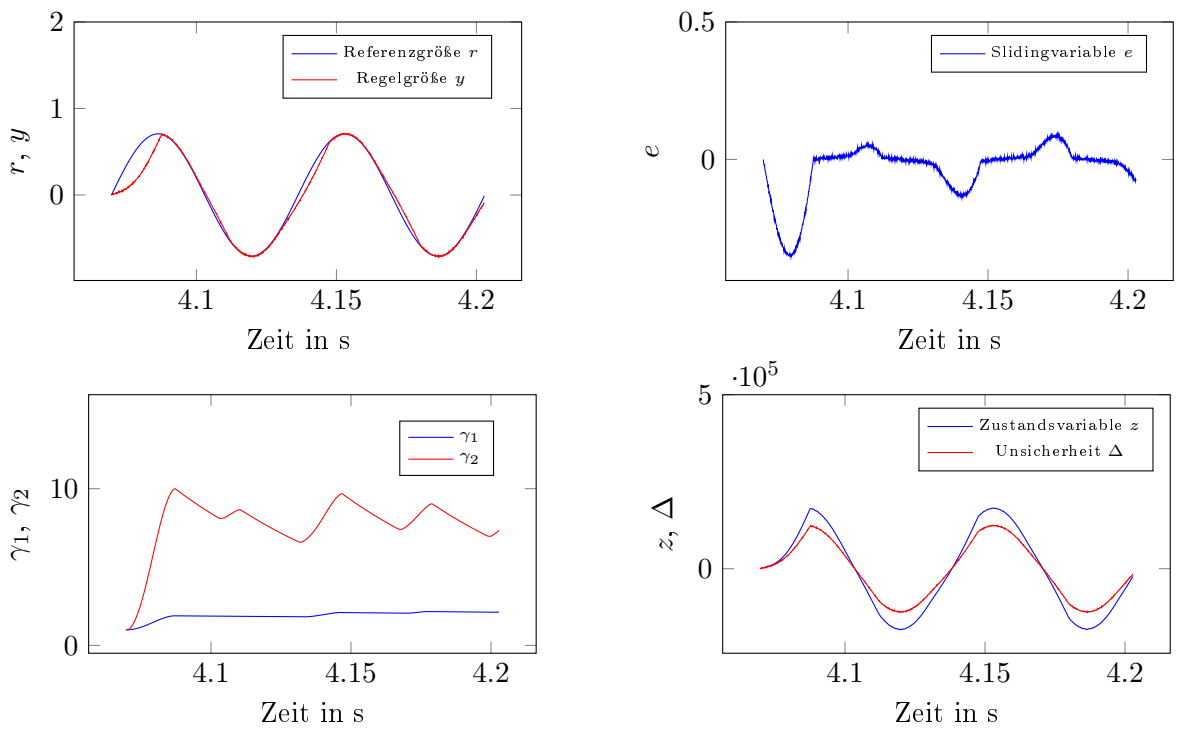 2
1
0
r, y
Referenzgröße r
Regelgröße y
4.1 4.15 4.2
Zeit in s
0.5
0
e
Slidingvariable e
4.1 4.15 4.2
Zeit in s
10
0
γ1, γ2
γ1
γ2
4.1 4.15 4.2
Zeit in s
·10⁵
5
0
z, Δ
Zustandsvariable z
Unsicherheit Δ
4.1 4.15 4.2
Zeit in s